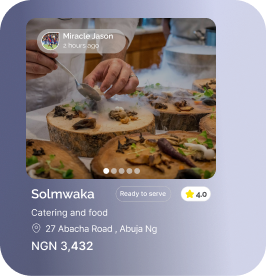 Miracle Jason
2 hours ago
Solmwaka Ready to serve 4.0
Catering and food
27 Abacha Road , Abuja Ng
NGN 3,432